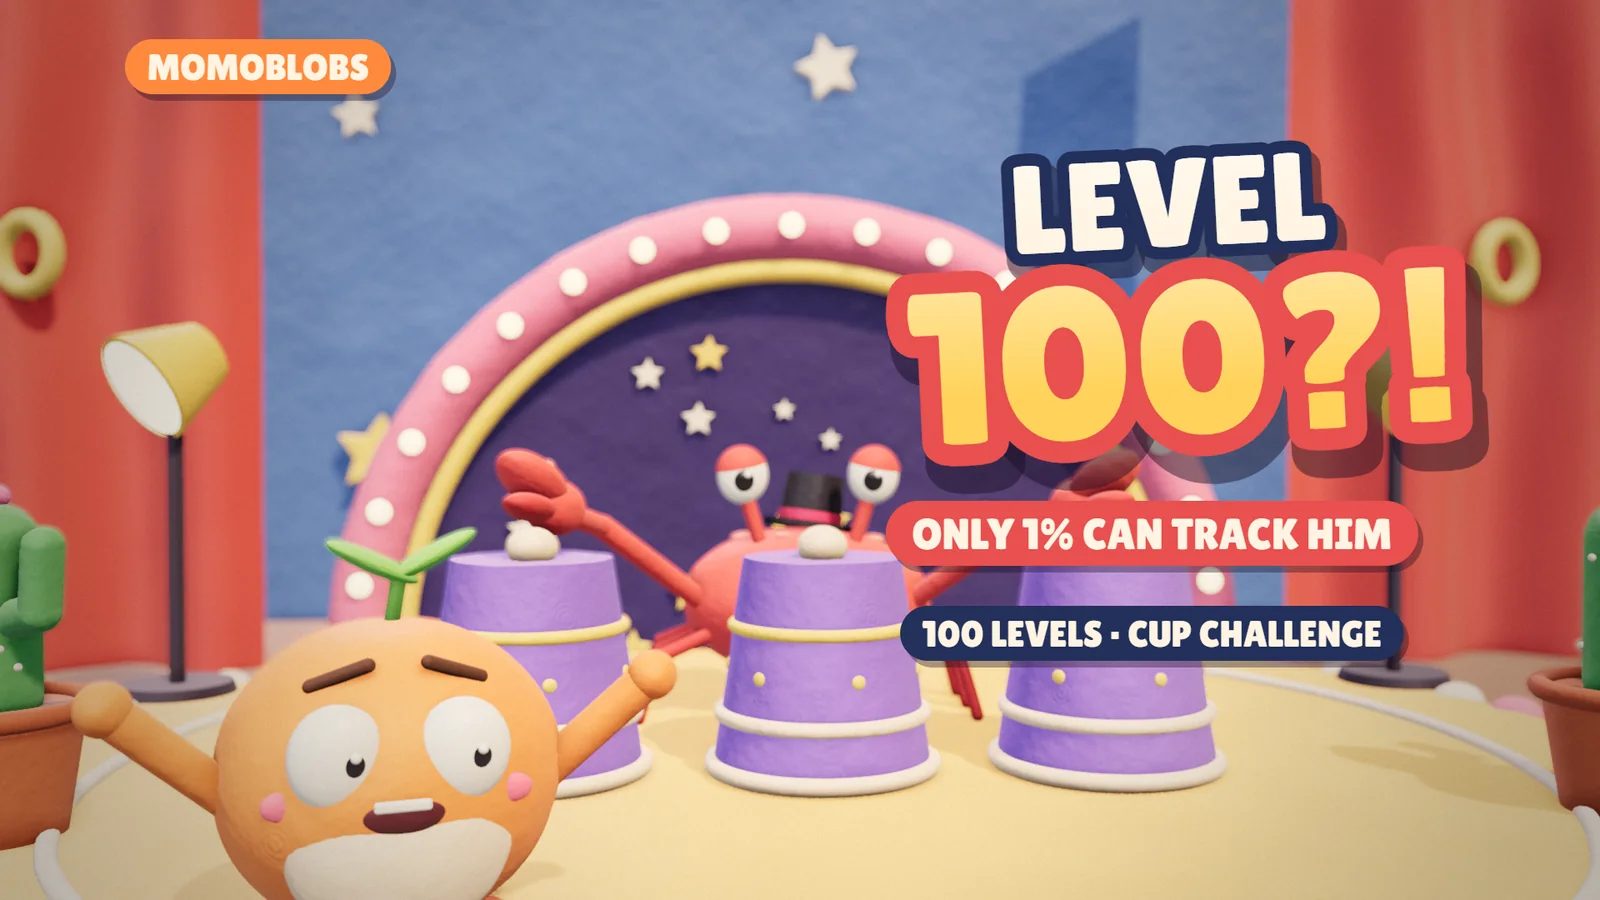 MOMOBLOBS
LEVEL
100?!
ONLY 1% CAN TRACK HIM
100 LEVELS · CUP CHALLENGE